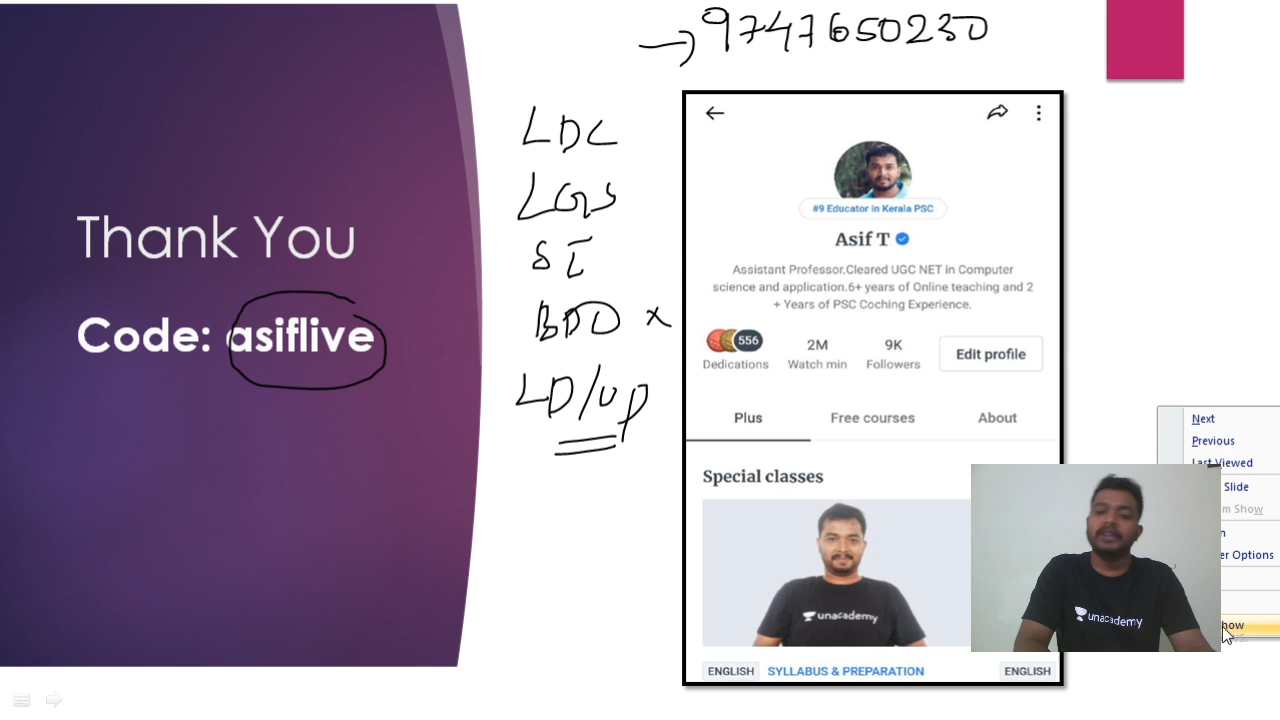 → 9747650230
Thank You
Code: asiflive
LDC
LGS
SI
BDO x
LD/UP
#9 Educator in Kerala PSC
Asif T
Assistant Professor.Cleared UGC NET in Computer
science and application.6+ years of Online teaching and 2
+ Years of PSC Coching Experience.
556
Dedications
2M
Watch min
9K
Followers
Edit profile
Plus Free courses About
Special classes
unacademy
ENGLISH SYLLABUS & PREPARATION ENGLISH
unacademy
Next
Previous
Last Viewed
Slide
Options